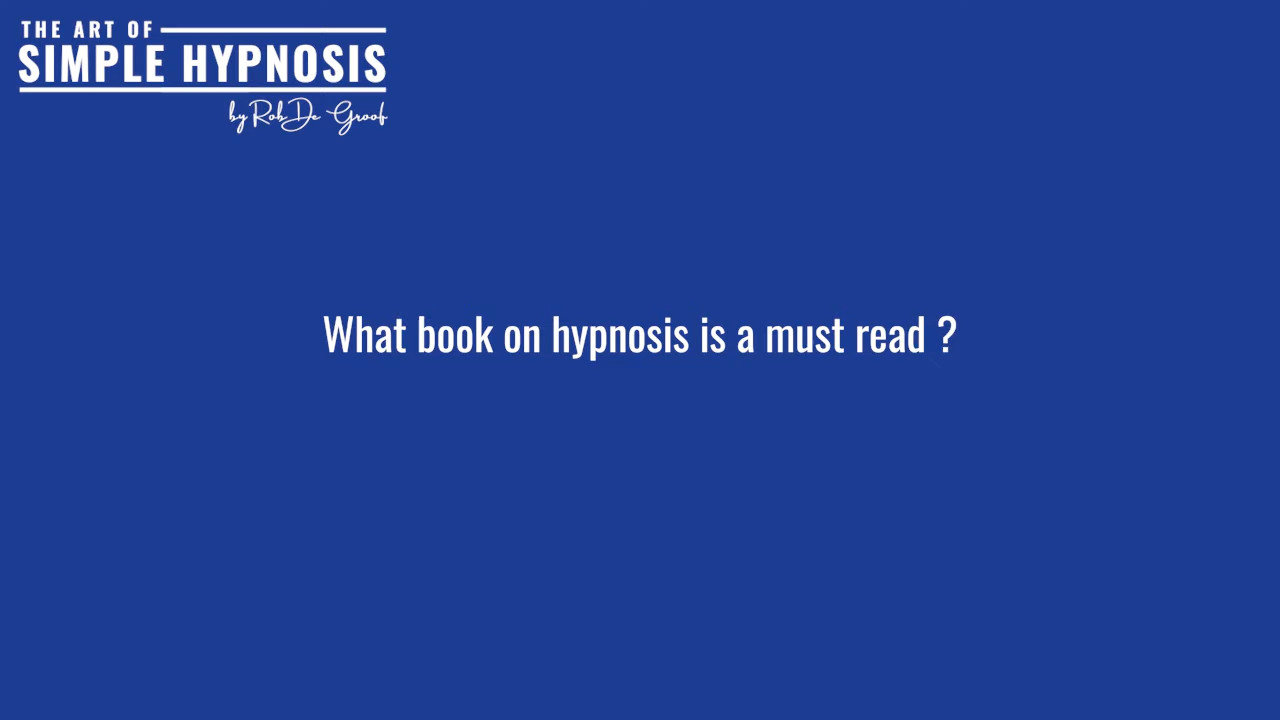 THE ART OF
SIMPLE HYPNOSIS
by Rob De Groof
What book on hypnosis is a must read ?